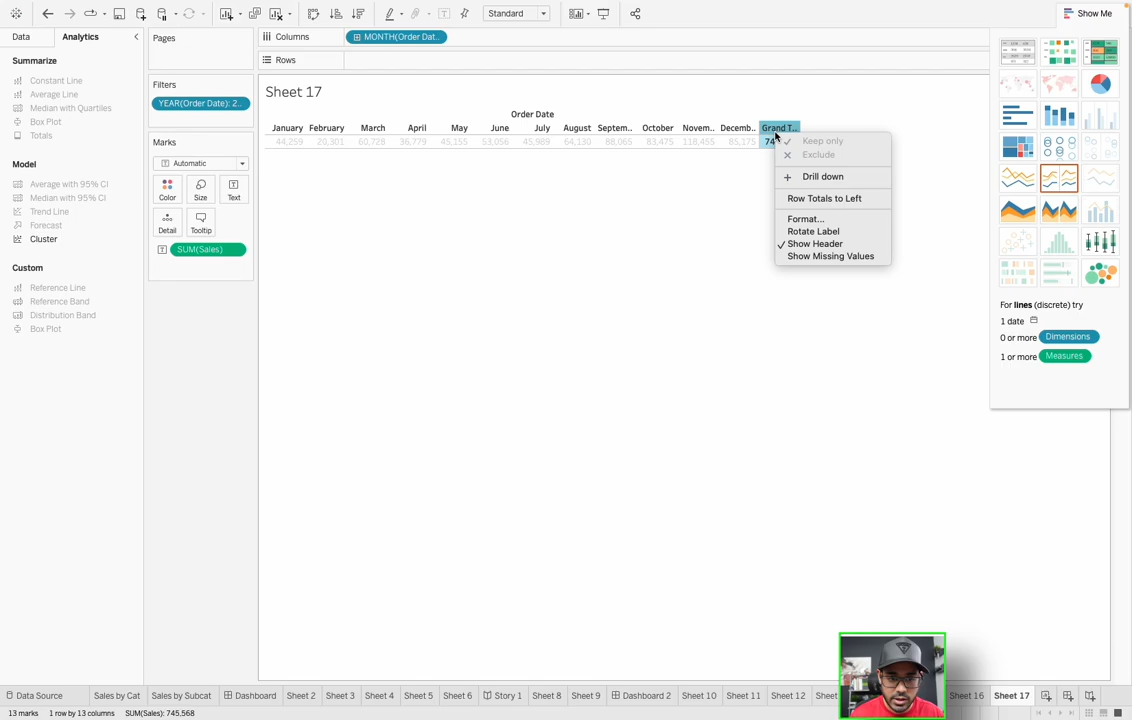 Standard
Show Me
Data
Analytics
Pages
Columns
MONTH(Order Dat..
Rows
Summarize
Constant Line
Average Line
Median with Quartiles
Box Plot
Totals
Model
Average with 95% CI
Median with 95% CI
Trend Line
Forecast
Cluster
Custom
Reference Line
Reference Band
Distribution Band
Box Plot
Filters
YEAR(Order Date): 2..
Marks
Automatic
Color
Size
Text
Detail
Tooltip
SUM(Sales)
Sheet 17
Order Date
January February March April May June July August Septem.. October Novem.. Decemb.. Grand T..
44,259 20,301 60,728 36,779 45,155 53,056 45,989 64,130 88,065 83,475 118,455 85,175 74
Keep only
Exclude
Drill down
Row Totals to Left
Format...
Rotate Label
Show Header
Show Missing Values
For lines (discrete) try
1 date
0 or more Dimensions
1 or more Measures
Data Source Sales by Cat Sales by Subcat Dashboard Sheet 2 Sheet 3 Sheet 4 Sheet 5 Sheet 6 Story 1 Sheet 8 Sheet 9 Dashboard 2 Sheet 10 Sheet 11 Sheet 12 Sheet Sheet 16 Sheet 17
13 marks 1 row by 13 columns SUM(Sales): 745,568